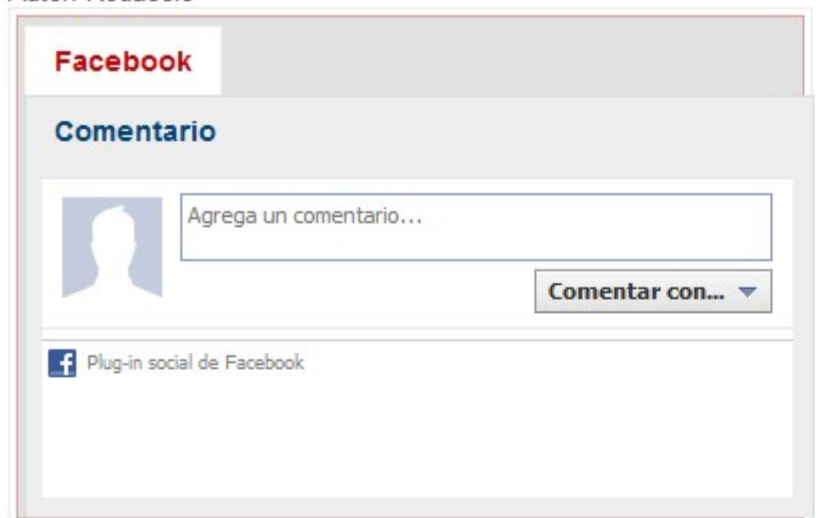 Facebook
Comentario
Agrega un comentario...
Comentar con...
Plug-in social de Facebook